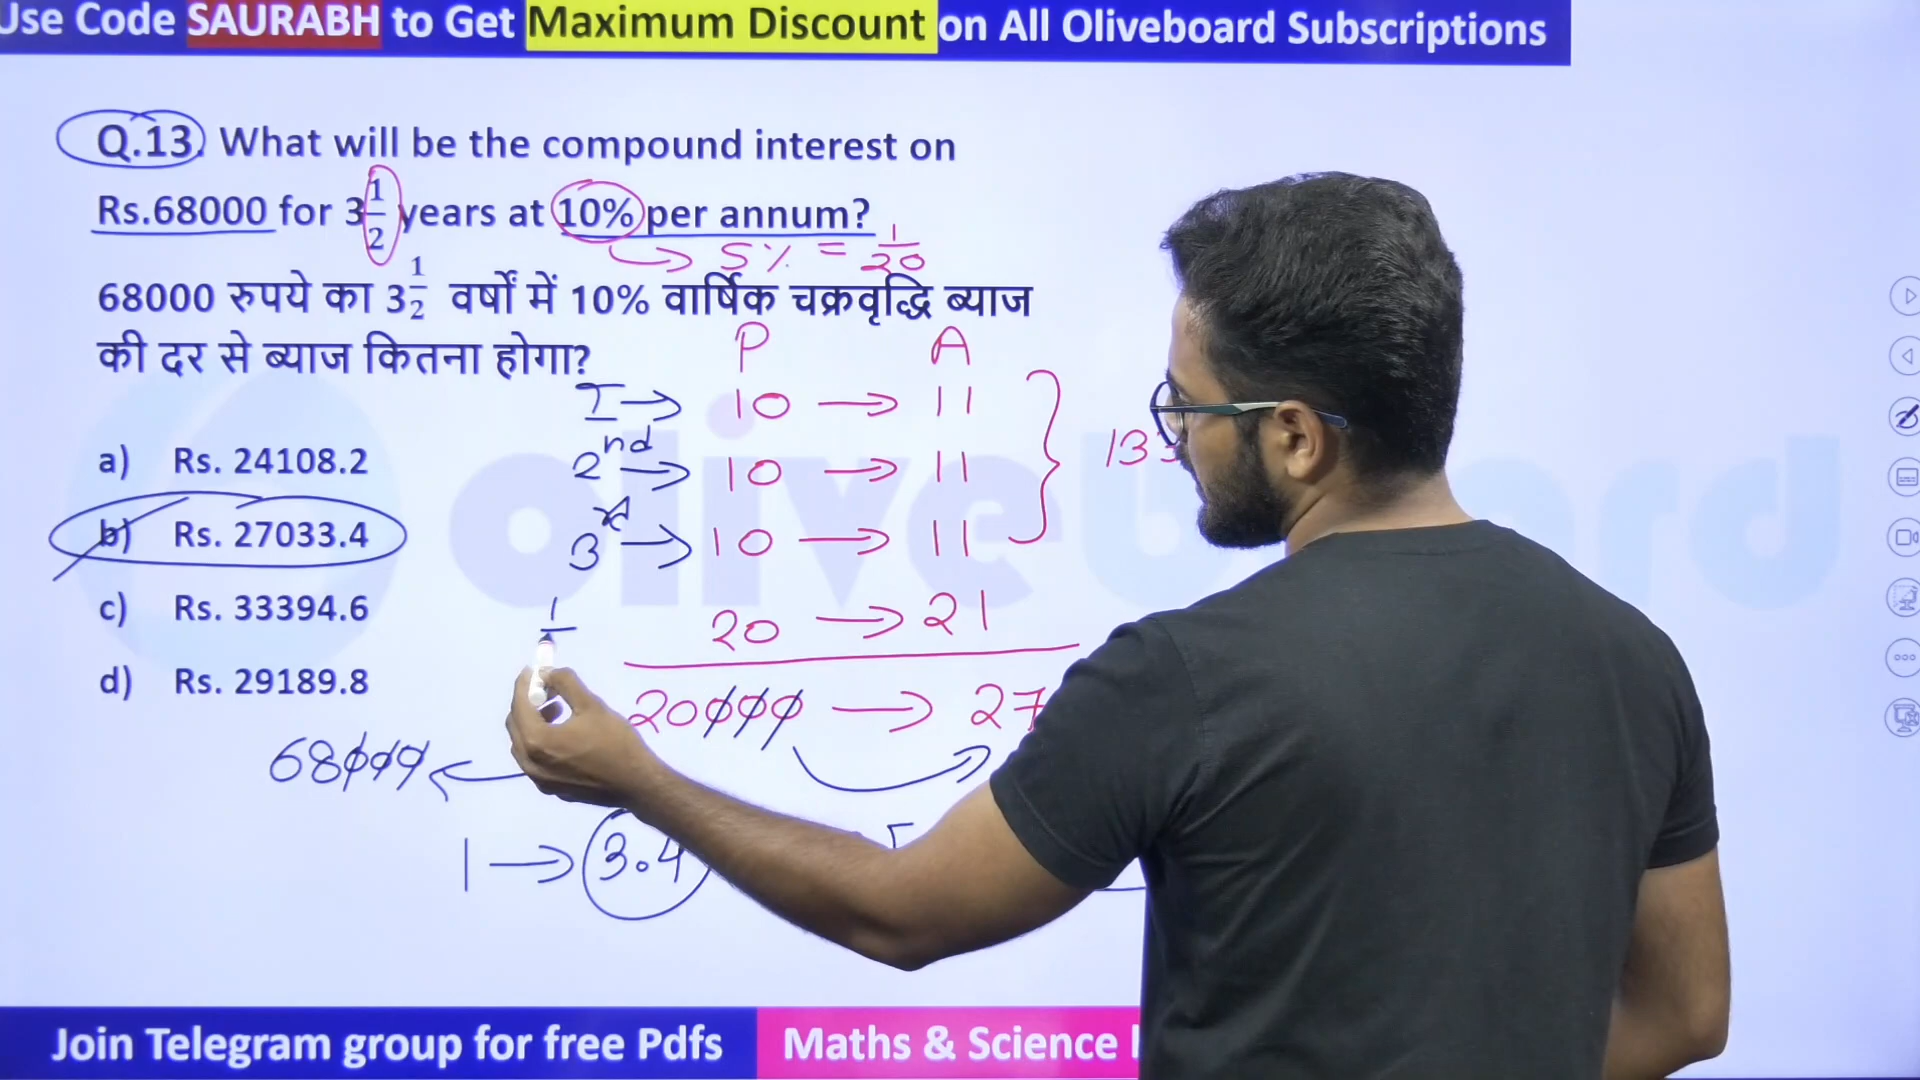 Use Code SAURABH to Get Maximum Discount on All Oliveboard Subscriptions
Q.13. What will be the compound interest on
Rs.68000 for 3 1/2 years at 10% per annum?
→ 5% = 1/20
68000 रुपये का 3 1/2 वर्षों में 10% वार्षिक चक्रवृद्धि ब्याज
की दर से ब्याज कितना होगा?
P A
I → 10 → 11
2nd → 10 → 11
3rd → 10 → 11
133
a) Rs. 24108.2
b) Rs. 27033.4
c) Rs. 33394.6
d) Rs. 29189.8
1
20 → 21
20000 → 27
68000 ←
1 → 3.4
Join Telegram group for free Pdfs
Maths & Science
oliveboard